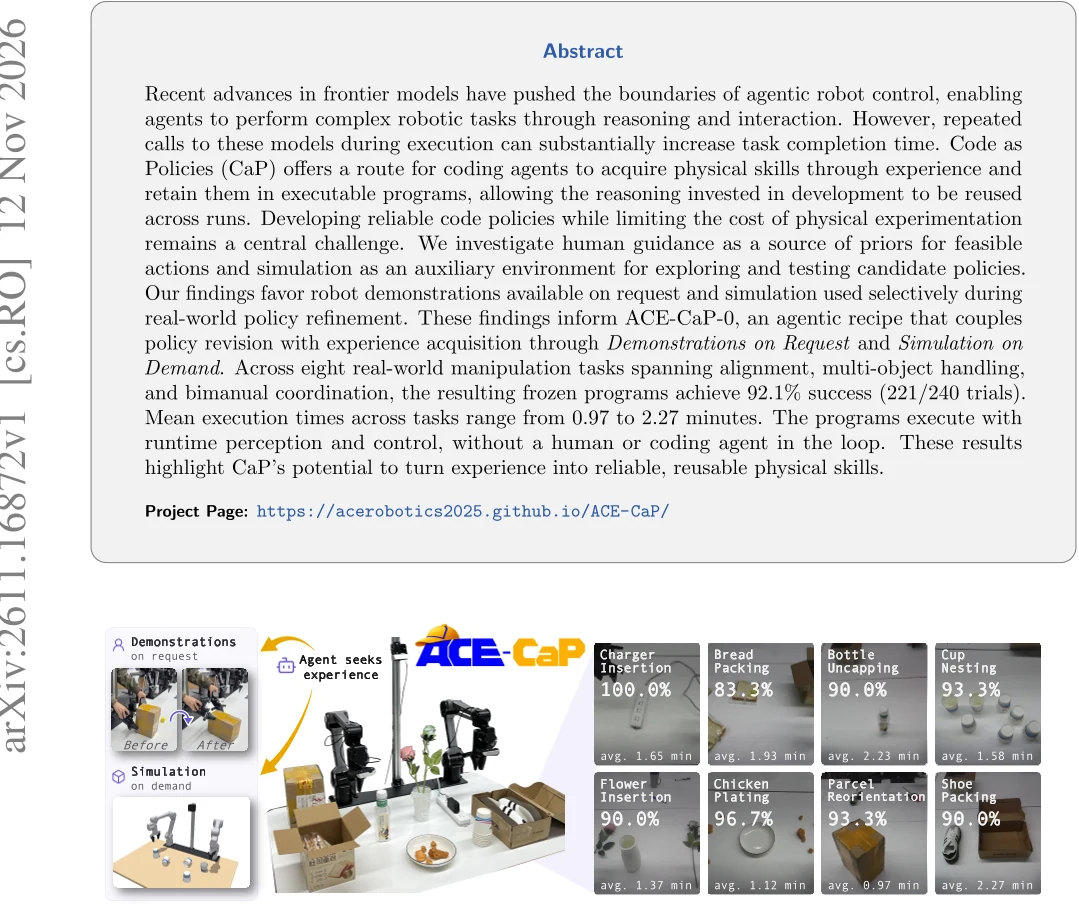 arXiv:2611.16872v1 [cs.RO] 12 Nov 2026
Abstract
Recent advances in frontier models have pushed the boundaries of agentic robot control, enabling
agents to perform complex robotic tasks through reasoning and interaction. However, repeated
calls to these models during execution can substantially increase task completion time. Code as
Policies (CaP) offers a route for coding agents to acquire physical skills through experience and
retain them in executable programs, allowing the reasoning invested in development to be reused
across runs. Developing reliable code policies while limiting the cost of physical experimentation
remains a central challenge. We investigate human guidance as a source of priors for feasible
actions and simulation as an auxiliary environment for exploring and testing candidate policies.
Our findings favor robot demonstrations available on request and simulation used selectively during
real-world policy refinement. These findings inform ACE-CaP-0, an agentic recipe that couples
policy revision with experience acquisition through Demonstrations on Request and Simulation on
Demand. Across eight real-world manipulation tasks spanning alignment, multi-object handling,
and bimanual coordination, the resulting frozen programs achieve 92.1% success (221/240 trials).
Mean execution times across tasks range from 0.97 to 2.27 minutes. The programs execute with
runtime perception and control, without a human or coding agent in the loop. These results
highlight CaP's potential to turn experience into reliable, reusable physical skills.
Project Page: https://acerobotics2025.github.io/ACE-CaP/
Demonstrations
on request
Before
After
Simulation
on demand
Agent seeks
experience
ACE-CaP
Charger
Insertion
100.0%
avg. 1.65 min
Bread
Packing
83.3%
avg. 1.93 min
Bottle
Uncapping
90.0%
avg. 2.23 min
Cup
Nesting
93.3%
avg. 1.58 min
Flower
Insertion
90.0%
avg. 1.37 min
Chicken
Plating
96.7%
avg. 1.12 min
Parcel
Reorientation
93.3%
avg. 0.97 min
Shoe
Packing
90.0%
avg. 2.27 min